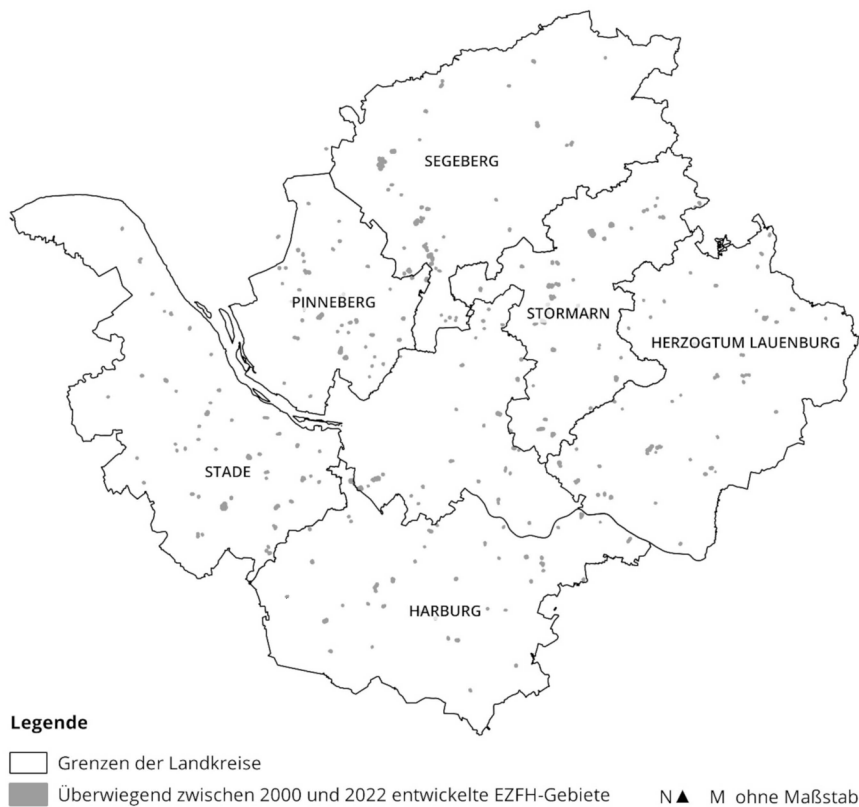 SEGEBERG
PINNEBERG
STORMARN
HERZOGTUM LAUENBURG
STADE
HARBURG
Legende
Grenzen der Landkreise
Überwiegend zwischen 2000 und 2022 entwickelte EZFH-Gebiete N▲ M ohne Maßstab